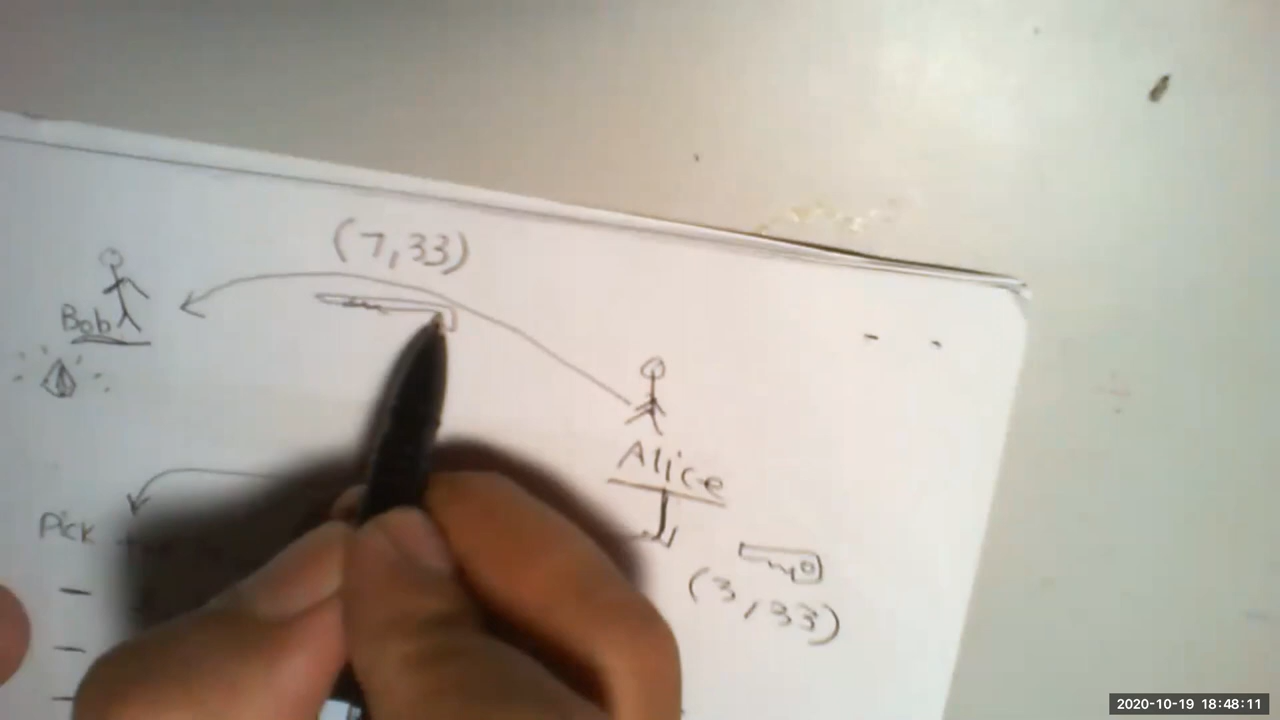 (7,33)
Bob
Alice
Pick
(3,33)
2020-10-19 18:48:11